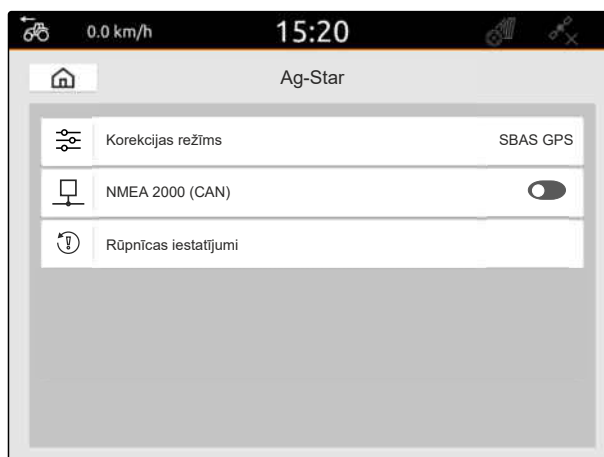 0.0 km/h 15:20
Ag-Star
Korekcijas režīms SBAS GPS
NMEA 2000 (CAN)
Rūpnīcas iestatījumi